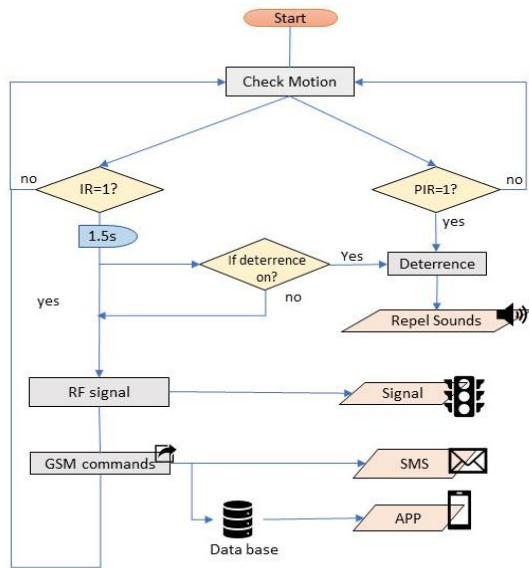 Start
Check Motion
no
IR=1?
PIR=1?
no
yes
1.5s
If deterrence
on?
Yes
Deterrence
no
yes
Repel Sounds
RF signal
Signal
GSM commands
SMS
APP
Data base